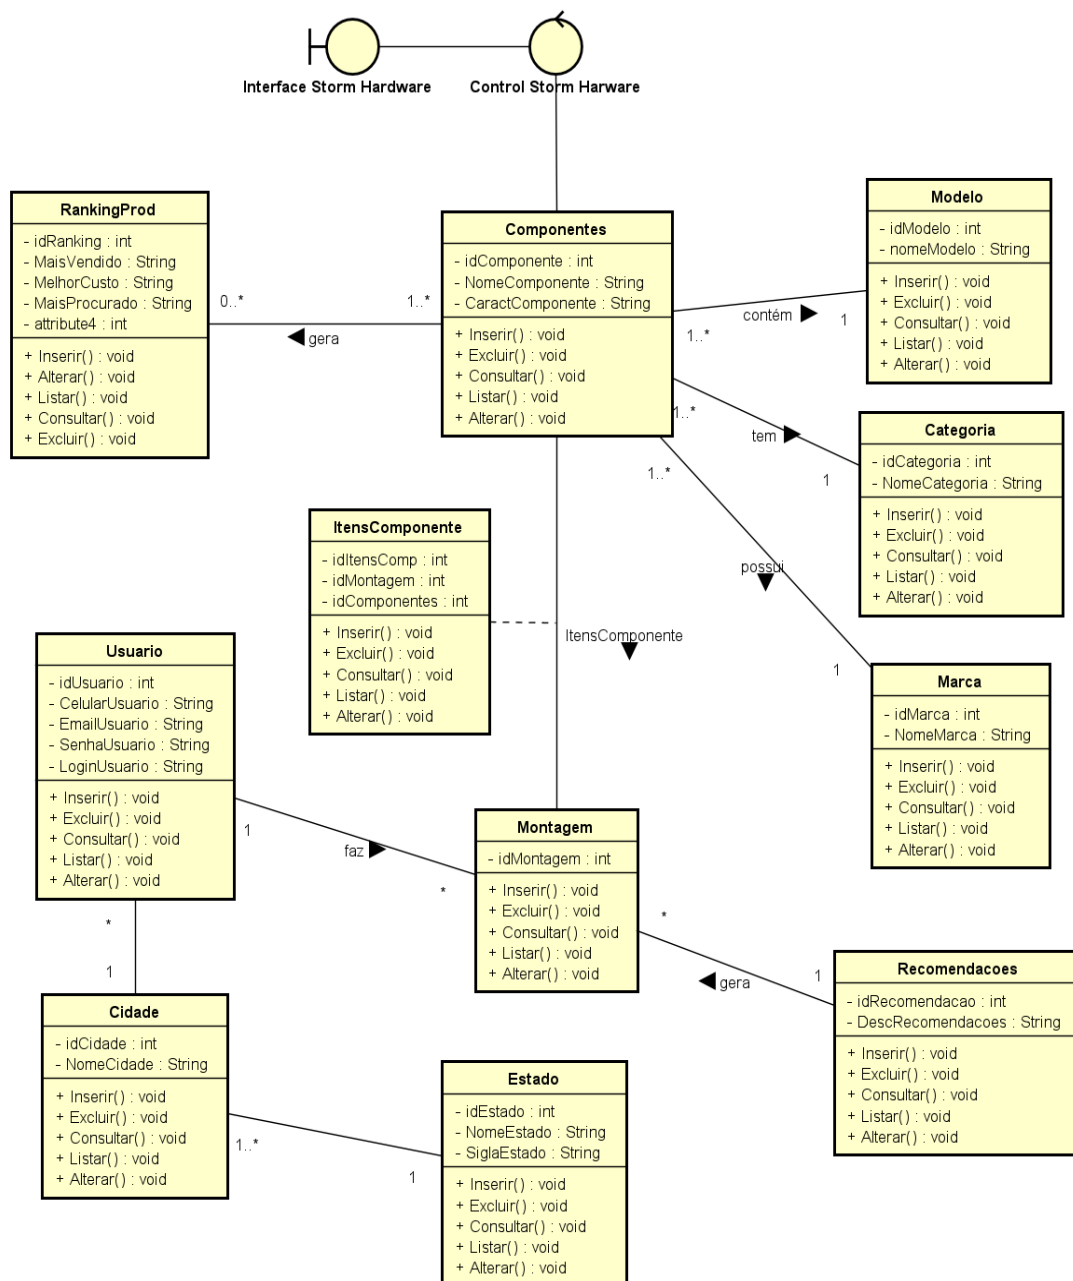 Interface Storm Hardware
Control Storm Harware
RankingProd
- idRanking : int
- MaisVendido : String
- MelhorCusto : String
- MaisProcurado : String
- attribute4 : int
+ Inserir() : void
+ Alterar() : void
+ Listar() : void
+ Consultar() : void
+ Excluir() : void
0..*
1..*
gera
Componentes
- idComponente : int
- NomeComponente : String
- CaractComponente : String
+ Inserir() : void
+ Excluir() : void
+ Consultar() : void
+ Listar() : void
+ Alterar() : void
Modelo
- idModelo : int
- nomeModelo : String
+ Inserir() : void
+ Excluir() : void
+ Consultar() : void
+ Listar() : void
+ Alterar() : void
contém
1
1..*
1..*
tem
1
Categoria
- idCategoria : int
- NomeCategoria : String
+ Inserir() : void
+ Excluir() : void
+ Consultar() : void
+ Listar() : void
+ Alterar() : void
1..*
possui
1
ItensComponente
- idItensComp : int
- idMontagem : int
- idComponentes : int
+ Inserir() : void
+ Excluir() : void
+ Consultar() : void
+ Listar() : void
+ Alterar() : void
ItensComponente
Marca
- idMarca : int
- NomeMarca : String
+ Inserir() : void
+ Excluir() : void
+ Consultar() : void
+ Listar() : void
+ Alterar() : void
Usuario
- idUsuario : int
- CelularUsuario : String
- EmailUsuario : String
- SenhaUsuario : String
- LoginUsuario : String
+ Inserir() : void
+ Excluir() : void
+ Consultar() : void
+ Listar() : void
+ Alterar() : void
1
faz
*
Montagem
- idMontagem : int
+ Inserir() : void
+ Excluir() : void
+ Consultar() : void
+ Listar() : void
+ Alterar() : void
*
gera
1
*
1
Recomendacoes
- idRecomendacao : int
- DescRecomendacoes : String
+ Inserir() : void
+ Excluir() : void
+ Consultar() : void
+ Listar() : void
+ Alterar() : void
Cidade
- idCidade : int
- NomeCidade : String
+ Inserir() : void
+ Excluir() : void
+ Consultar() : void
+ Listar() : void
+ Alterar() : void
1..*
1
Estado
- idEstado : int
- NomeEstado : String
- SiglaEstado : String
+ Inserir() : void
+ Excluir() : void
+ Consultar() : void
+ Listar() : void
+ Alterar() : void